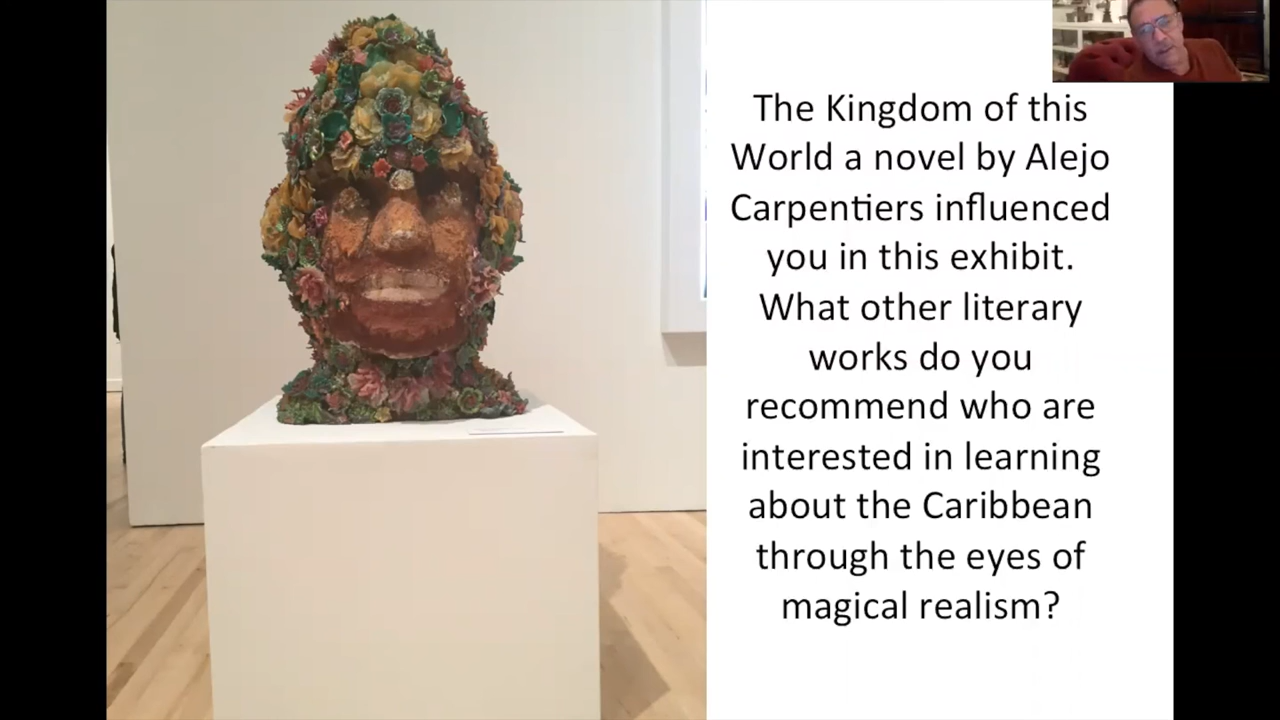 The Kingdom of this
World a novel by Alejo
Carpentiers influenced
you in this exhibit.
What other literary
works do you
recommend who are
interested in learning
about the Caribbean
through the eyes of
magical realism?